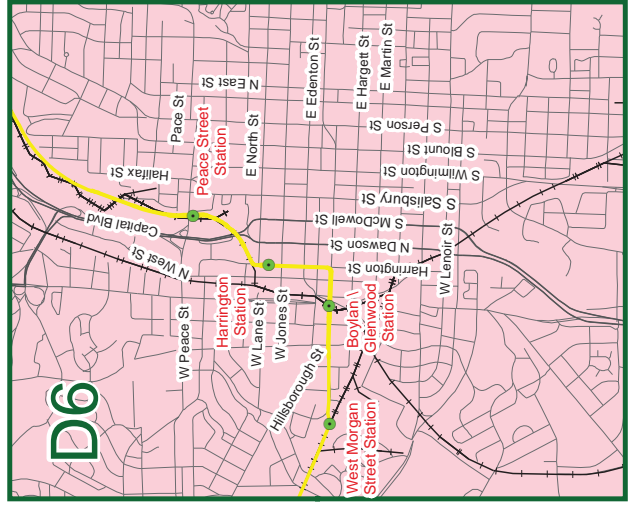 D6
N East St
E Edenton St
E Hargett St
E Martin St
Pace St
Peace Street
Station
E North St
S Person St
S Blount St
S Wilmington St
S Salisbury St
Halifax St
Capital Blvd
S McDowell St
N Dawson St
W Lenoir St
N West St
Harrington St
W Peace St
Harrington
Station
W Lane St
W Jones St
Boylan \
Glenwood
Station
Hillsborough St
West Morgan
Street Station